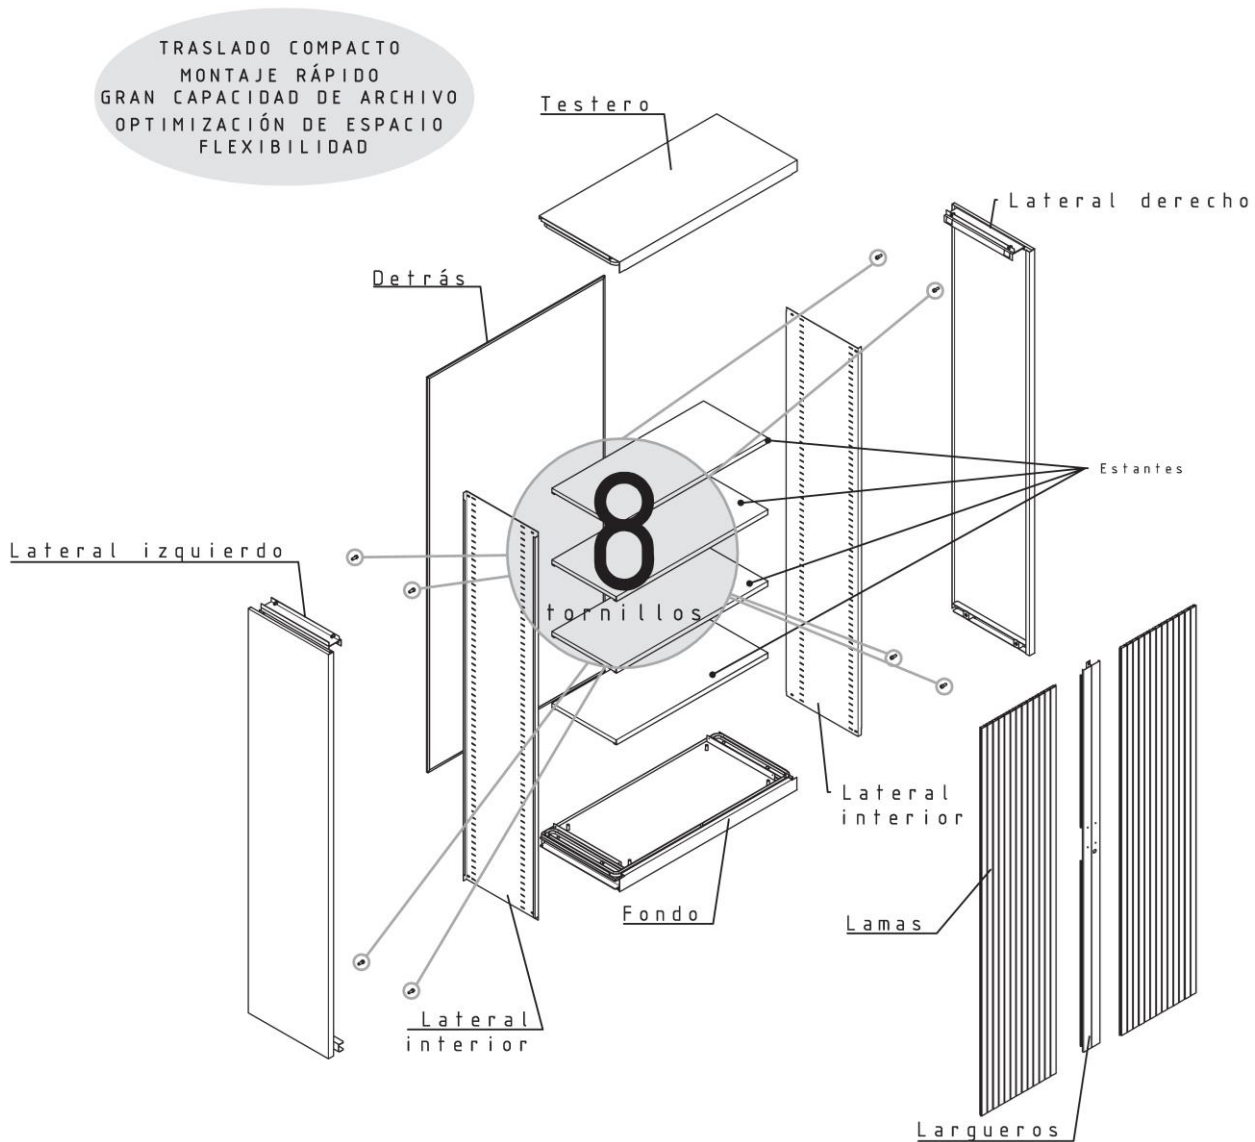 TRASLADO COMPACTO
MONTAJE RÁPIDO
GRAN CAPACIDAD DE ARCHIVO
OPTIMIZACIÓN DE ESPACIO
FLEXIBILIDAD
Testero
Lateral derecho
Detrás
Estantes
8
tornillos
Lateral izquierdo
Lateral
interior
Fondo
Lamas
Lateral
interior
Largueros